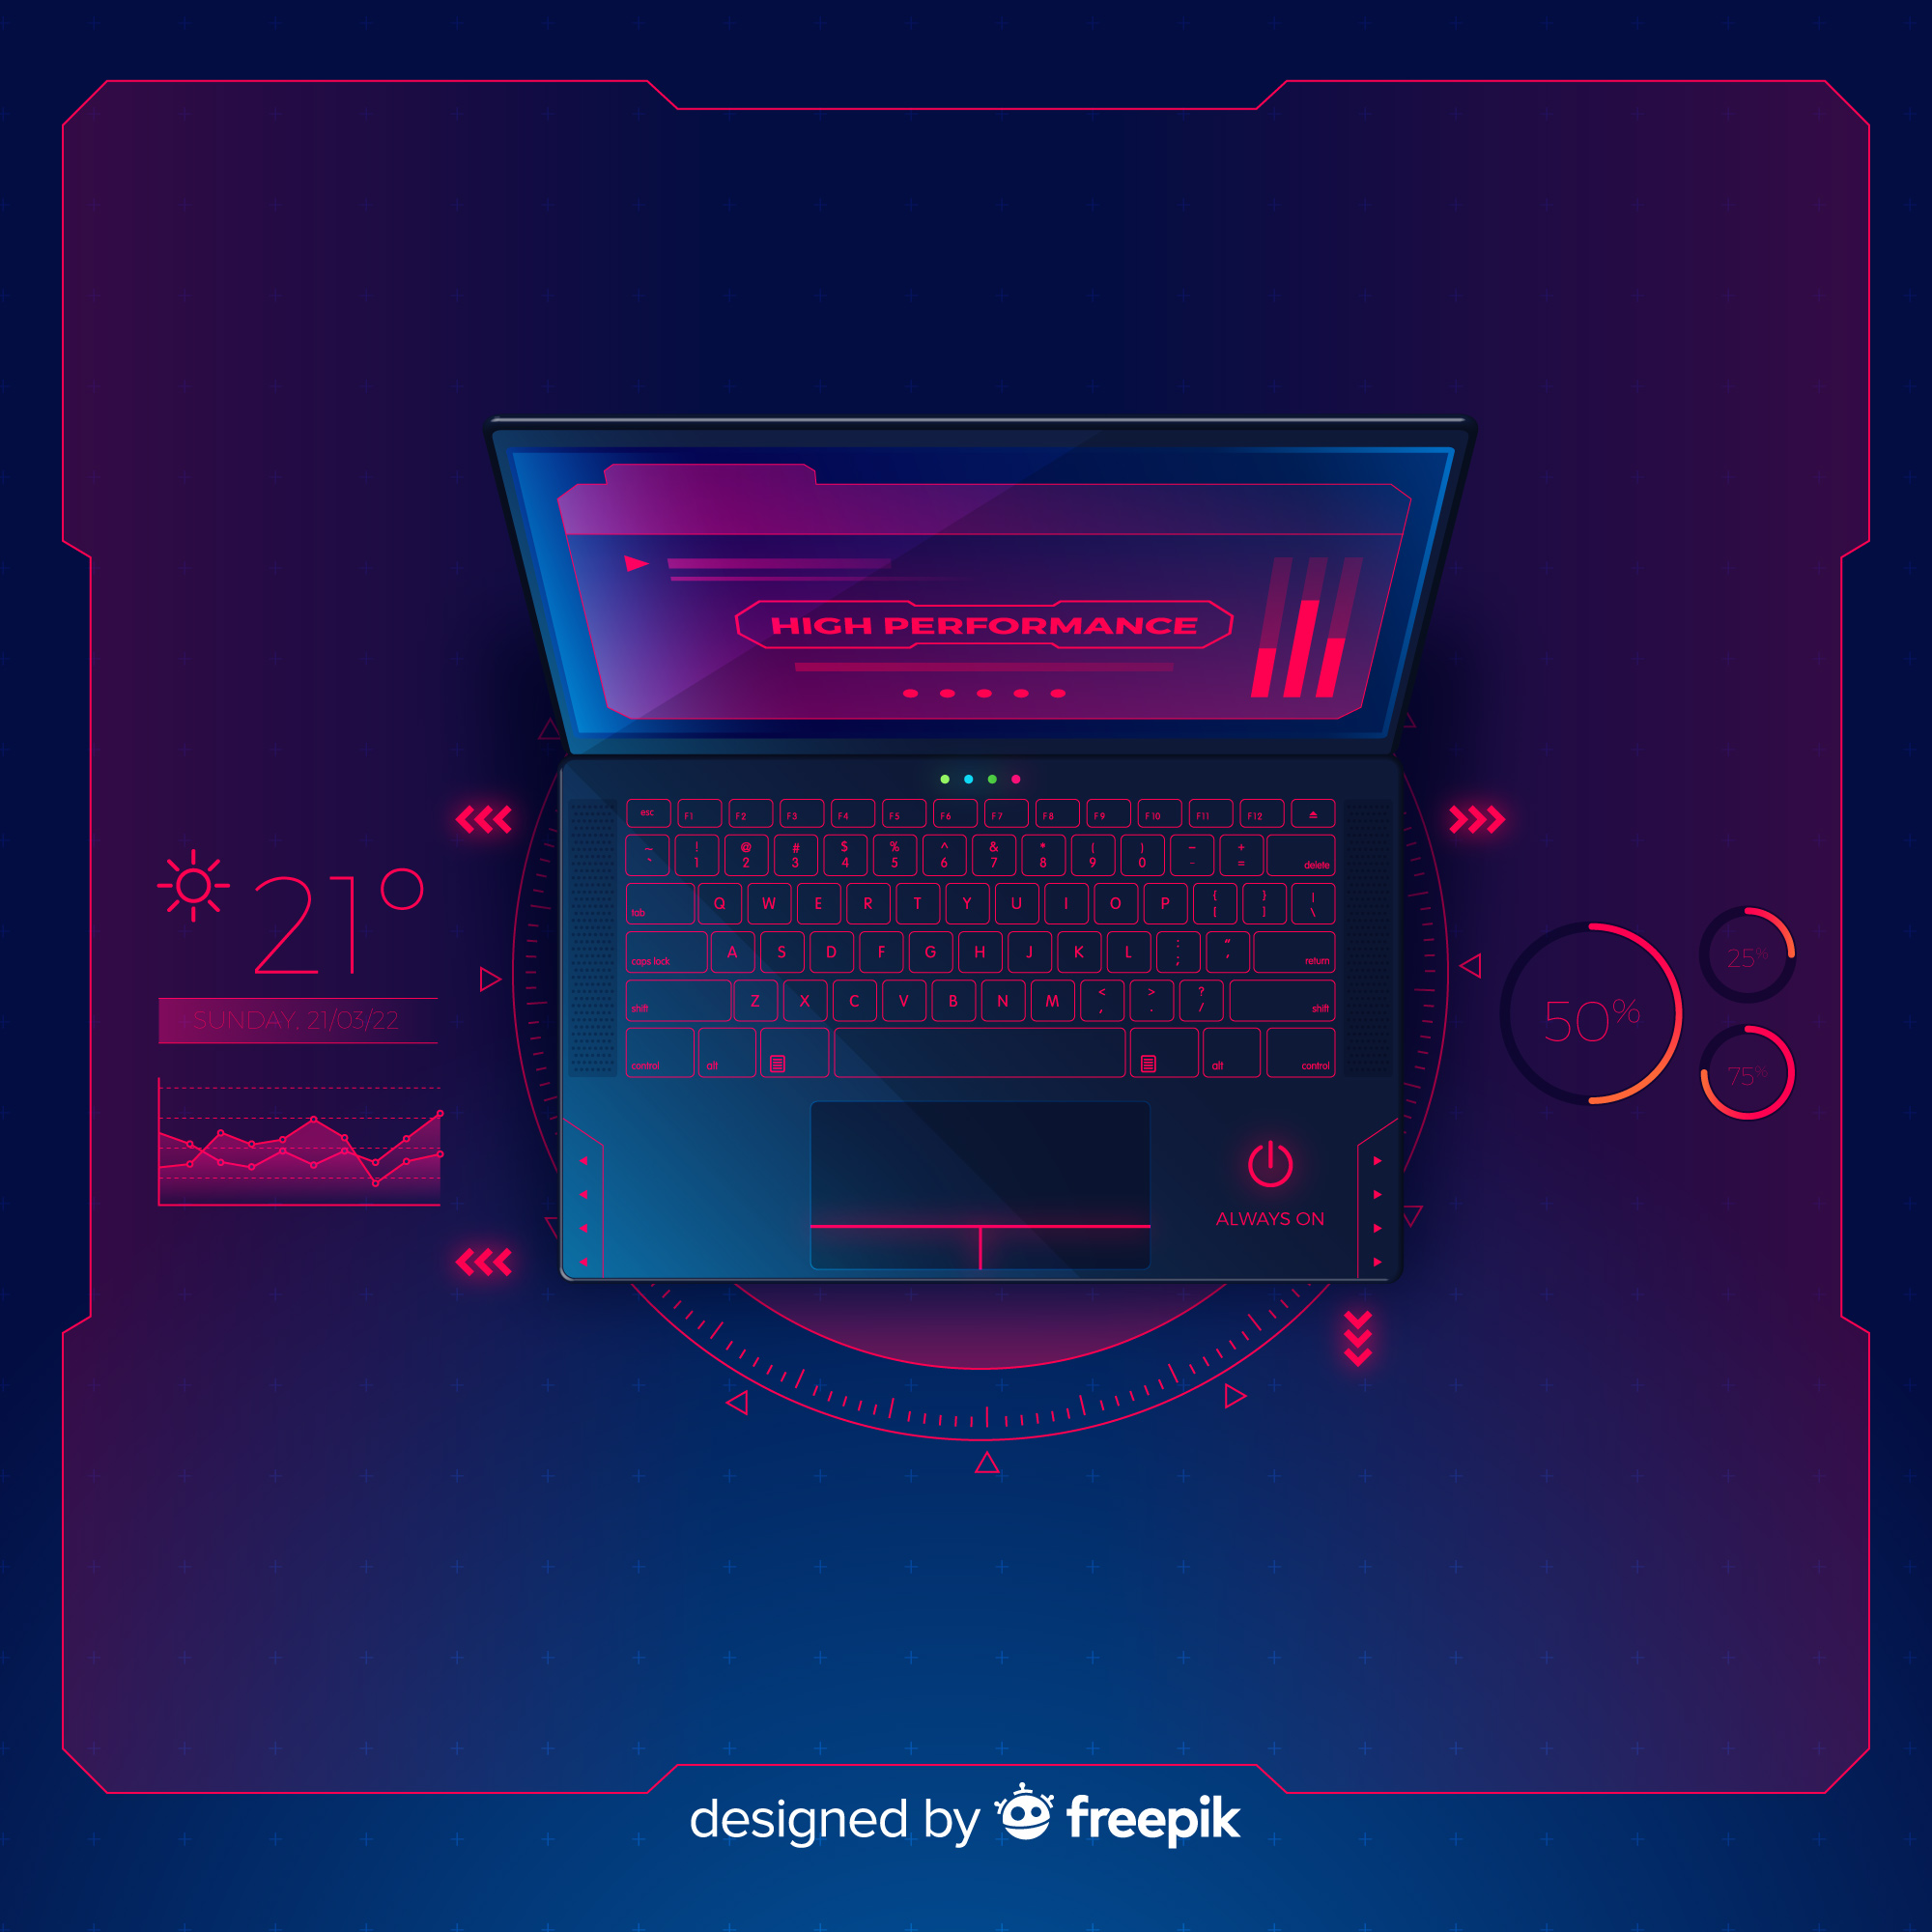 HIGH PERFORMANCE
esc F1 F2 F3 F4 F5 F6 F7 F8 F9 F10 F11 F12
~ ! @ # $ % ^ & * ( ) – +
` 1 2 3 4 5 6 7 8 9 0 - = delete
tab Q W E R T Y U I O P { } |
[ ] \
caps lock A S D F G H J K L : “
; ‘ return
shift Z X C V B N M < > ?
, . / shift
control alt alt control
21°
SUNDAY, 21/03/22
50%
25%
75%
ALWAYS ON
designed by freepik